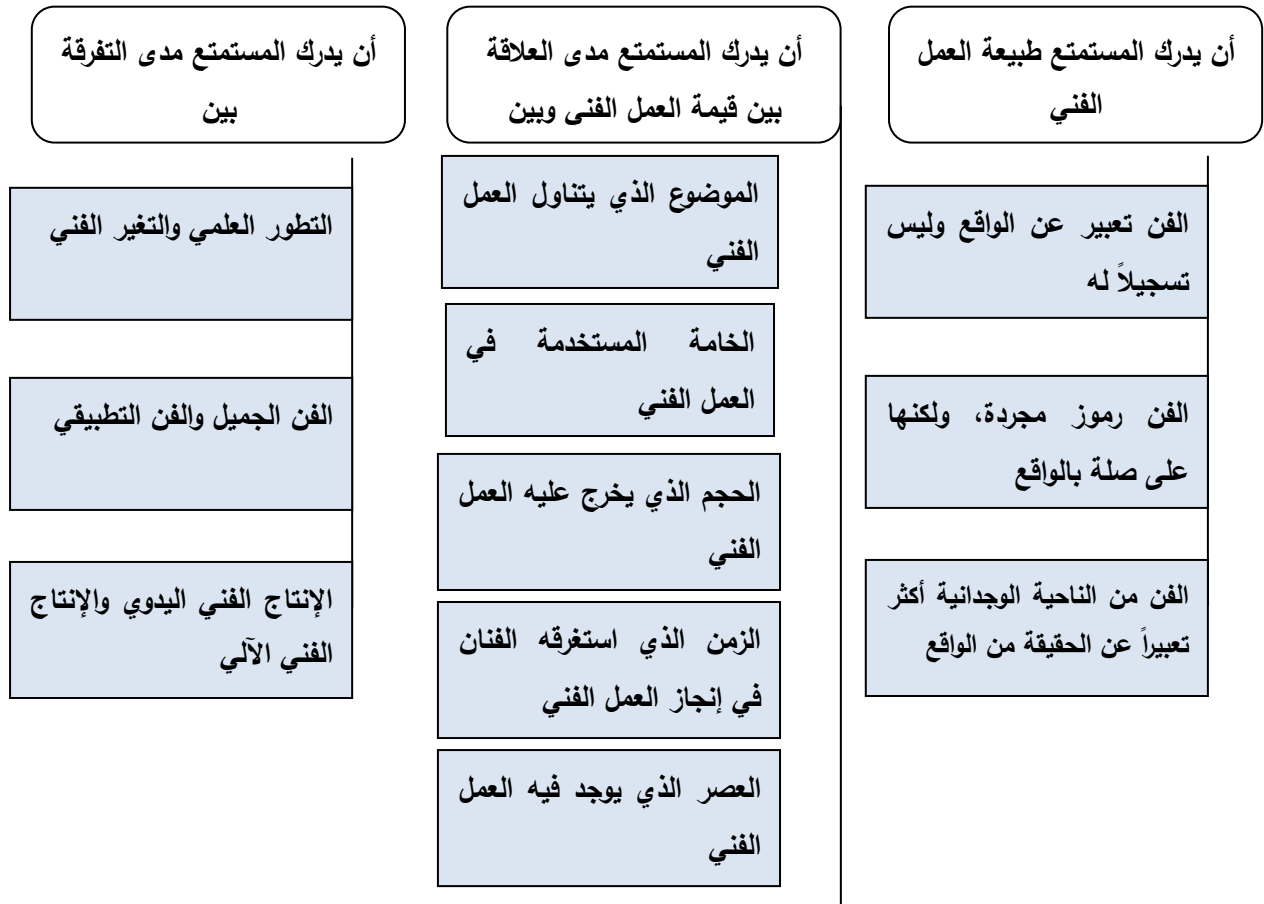 أن يدرك المستمتع طبيعة العمل
الفني
الفن تعبير عن الواقع وليس
تسجيلاً له
الفن رموز مجردة، ولكنها
على صلة بالواقع
الفن من الناحية الوجدانية أكثر
تعبيراً عن الحقيقة من الواقع
أن يدرك المستمتع مدى العلاقة
بين قيمة العمل الفنى وبين
الموضوع الذي يتناول العمل
الفني
الخامة المستخدمة في
العمل الفني
الحجم الذي يخرج عليه العمل
الفني
الزمن الذي استغرقه الفنان
في إنجاز العمل الفني
العصر الذي يوجد فيه العمل
الفني
أن يدرك المستمتع مدى التفرقة
بين
التطور العلمي والتغير الفني
الفن الجميل والفن التطبيقي
الإنتاج الفني اليدوي والإنتاج
الفني الآلي